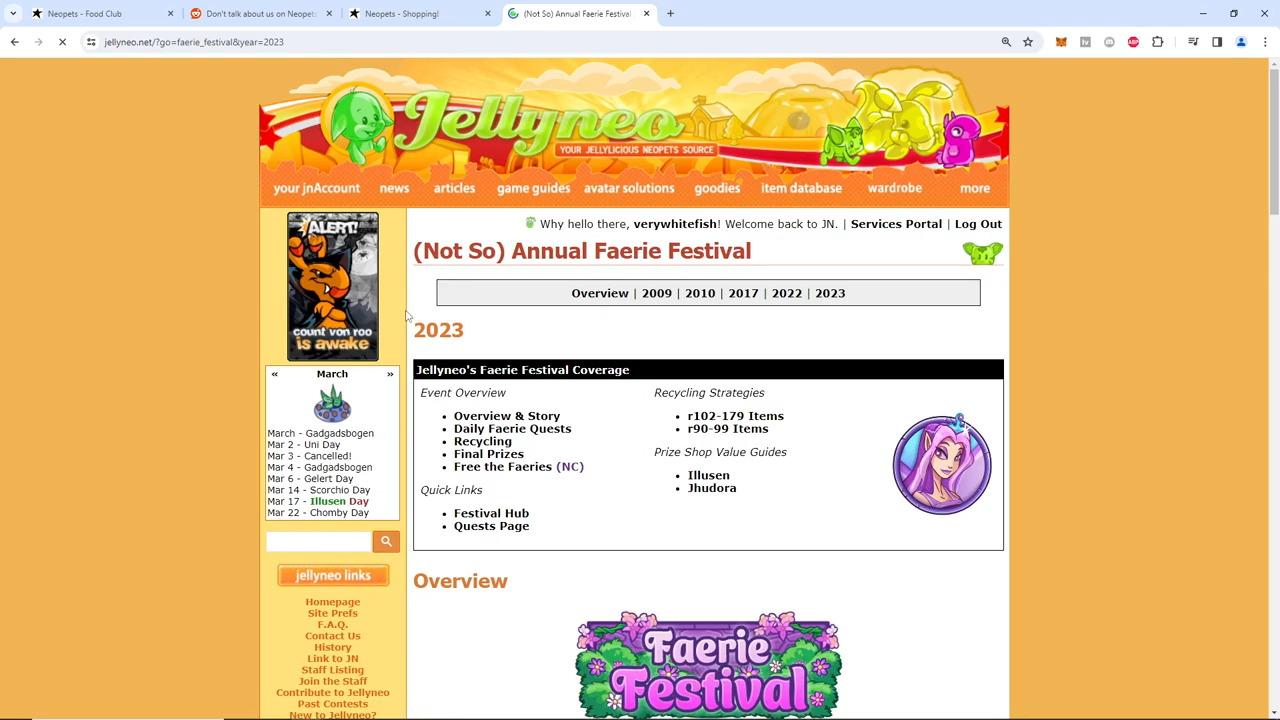 Neopets - Food Club
Don't talk about us on Neopets
Neopets - Shopping!
(Not So) Annual Faerie Festival
jellyneo.net/?go=faerie_festival&year=2023
Jellyneo
YOUR JELLYLICIOUS NEOPETS SOURCE
your jnAccount news articles game guides avatar solutions goodies item database wardrobe more
Why hello there, verywhitefish! Welcome back to JN. | Services Portal | Log Out
(Not So) Annual Faerie Festival
Overview | 2009 | 2010 | 2017 | 2022 | 2023
2023
Jellyneo's Faerie Festival Coverage
Event Overview
Overview & Story
Daily Faerie Quests
Recycling
Final Prizes
Free the Faeries (NC)
Quick Links
Festival Hub
Quests Page
Recycling Strategies
r102-179 Items
r90-99 Items
Prize Shop Value Guides
Illusen
Jhudora
Overview
Faerie
Festival
ALERT!
count von roo
is awake
« March »
March - Gadgadsbogen
Mar 2 - Uni Day
Mar 3 - Cancelled!
Mar 4 - Gadgadsbogen
Mar 6 - Gelert Day
Mar 14 - Scorchio Day
Mar 17 - Illusen Day
Mar 22 - Chomby Day
jellyneo links
Homepage
Site Prefs
F.A.Q.
Contact Us
History
Link to JN
Staff Listing
Join the Staff
Contribute to Jellyneo
Past Contests
New to Jellyneo?